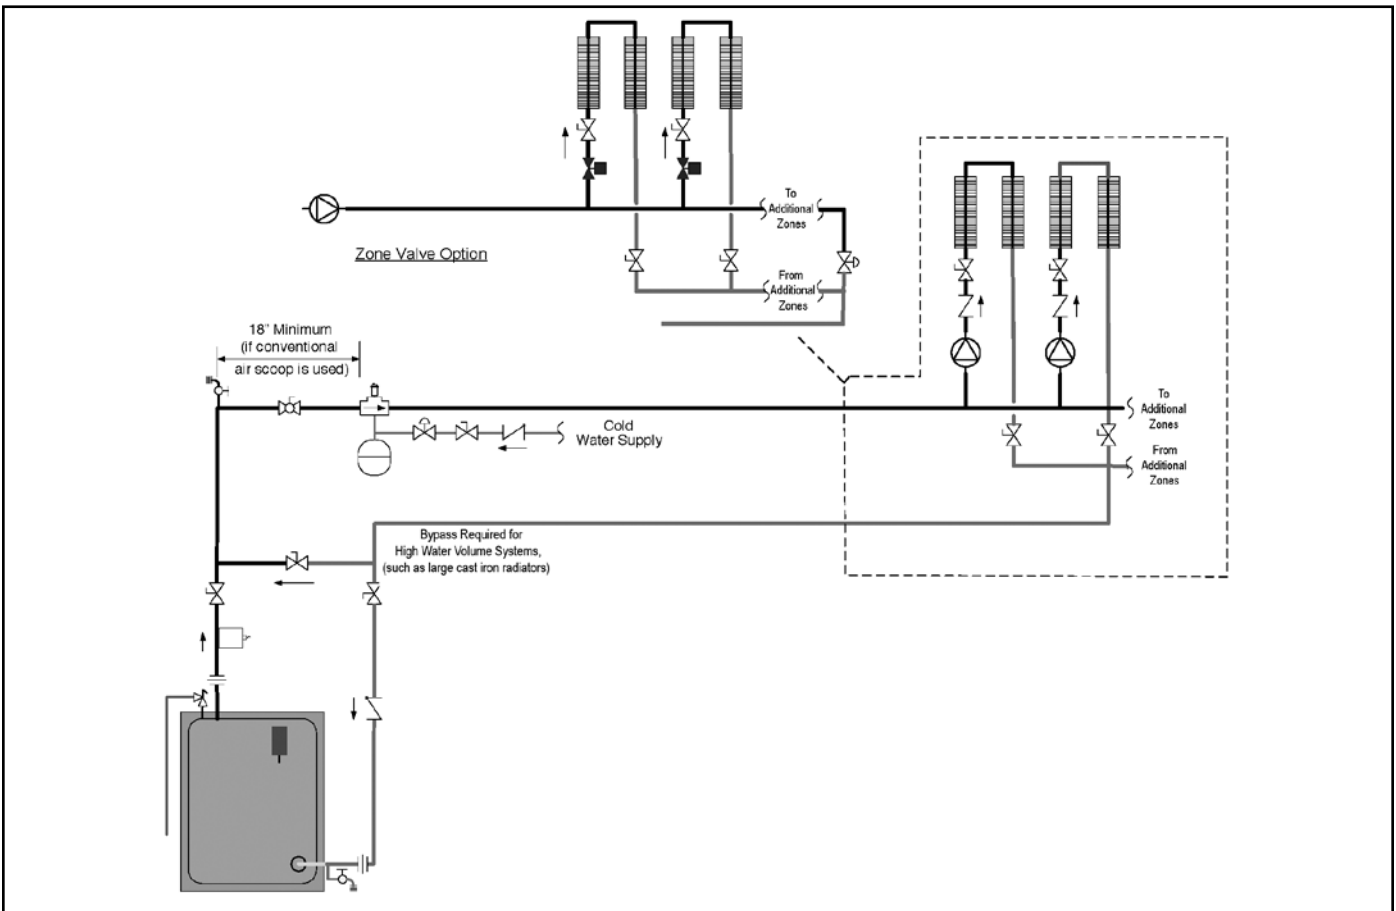 To
Additional
Zones
Zone Valve Option
From
Additional
Zones
18" Minimum
(if conventional
air scoop is used)
Cold
Water Supply
To
Additional
Zones
From
Additional
Zones
Bypass Required for
High Water Volume Systems,
(such as large cast iron radiators)